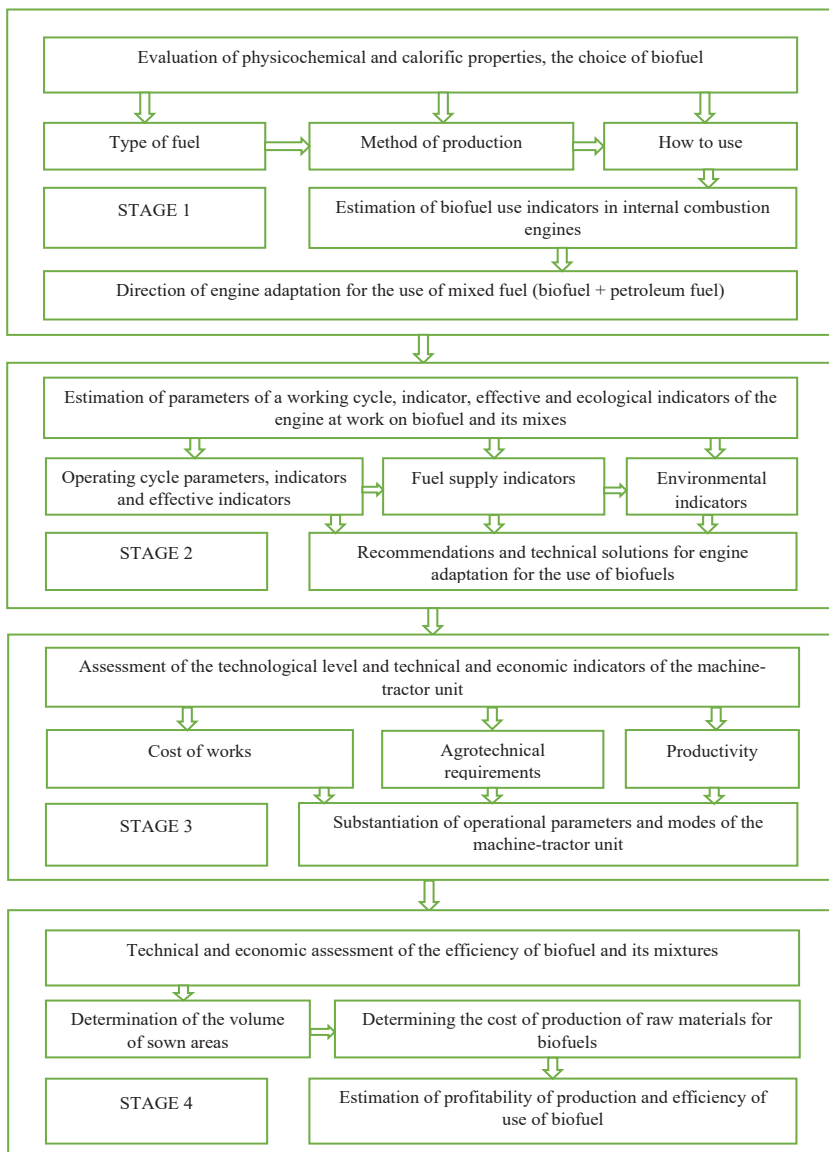 Evaluation of physicochemical and calorific properties, the choice of biofuel
Type of fuel
Method of production
How to use
STAGE 1
Estimation of biofuel use indicators in internal combustion
engines
Direction of engine adaptation for the use of mixed fuel (biofuel + petroleum fuel)
Estimation of parameters of a working cycle, indicator, effective and ecological indicators of the
engine at work on biofuel and its mixes
Operating cycle parameters, indicators
and effective indicators
Fuel supply indicators
Environmental
indicators
STAGE 2
Recommendations and technical solutions for engine
adaptation for the use of biofuels
Assessment of the technological level and technical and economic indicators of the machine-
tractor unit
Cost of works
Agrotechnical
requirements
Productivity
STAGE 3
Substantiation of operational parameters and modes of the
machine-tractor unit
Technical and economic assessment of the efficiency of biofuel and its mixtures
Determination of the volume
of sown areas
Determining the cost of production of raw materials for
biofuels
STAGE 4
Estimation of profitability of production and efficiency of
use of biofuel